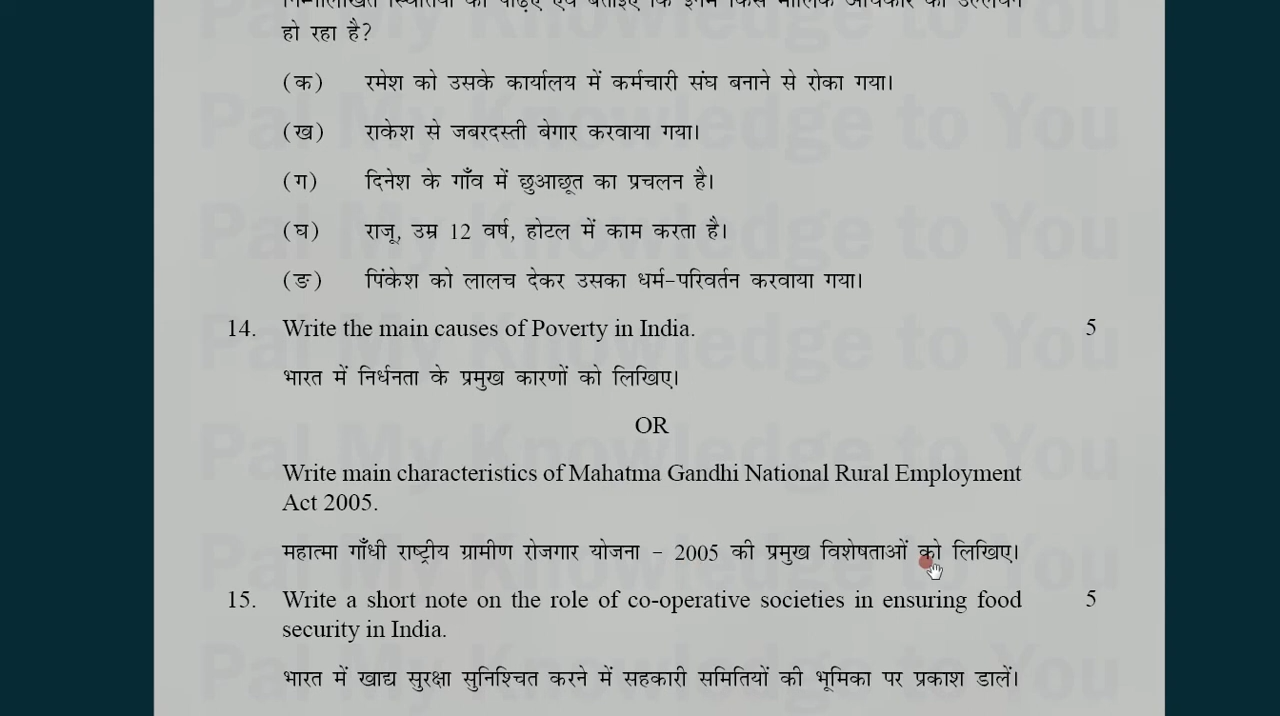 हो रहा है?
(क) रमेश को उसके कार्यालय में कर्मचारी संघ बनाने से रोका गया।
(ख) राकेश से जबरदस्ती बेगार करवाया गया।
(ग) दिनेश के गाँव में छुआछूत का प्रचलन है।
(घ) राजू, उम्र 12 वर्ष, होटल में काम करता है।
(ङ) पिंकेश को लालच देकर उसका धर्म-परिवर्तन करवाया गया।
14. Write the main causes of Poverty in India. 5
भारत में निर्धनता के प्रमुख कारणों को लिखिए।
OR
Write main characteristics of Mahatma Gandhi National Rural Employment
Act 2005.
महात्मा गाँधी राष्ट्रीय ग्रामीण रोजगार योजना – 2005 की प्रमुख विशेषताओं को लिखिए।
15. Write a short note on the role of co-operative societies in ensuring food 5
security in India.
भारत में खाद्य सुरक्षा सुनिश्चित करने में सहकारी समितियों की भूमिका पर प्रकाश डालें।